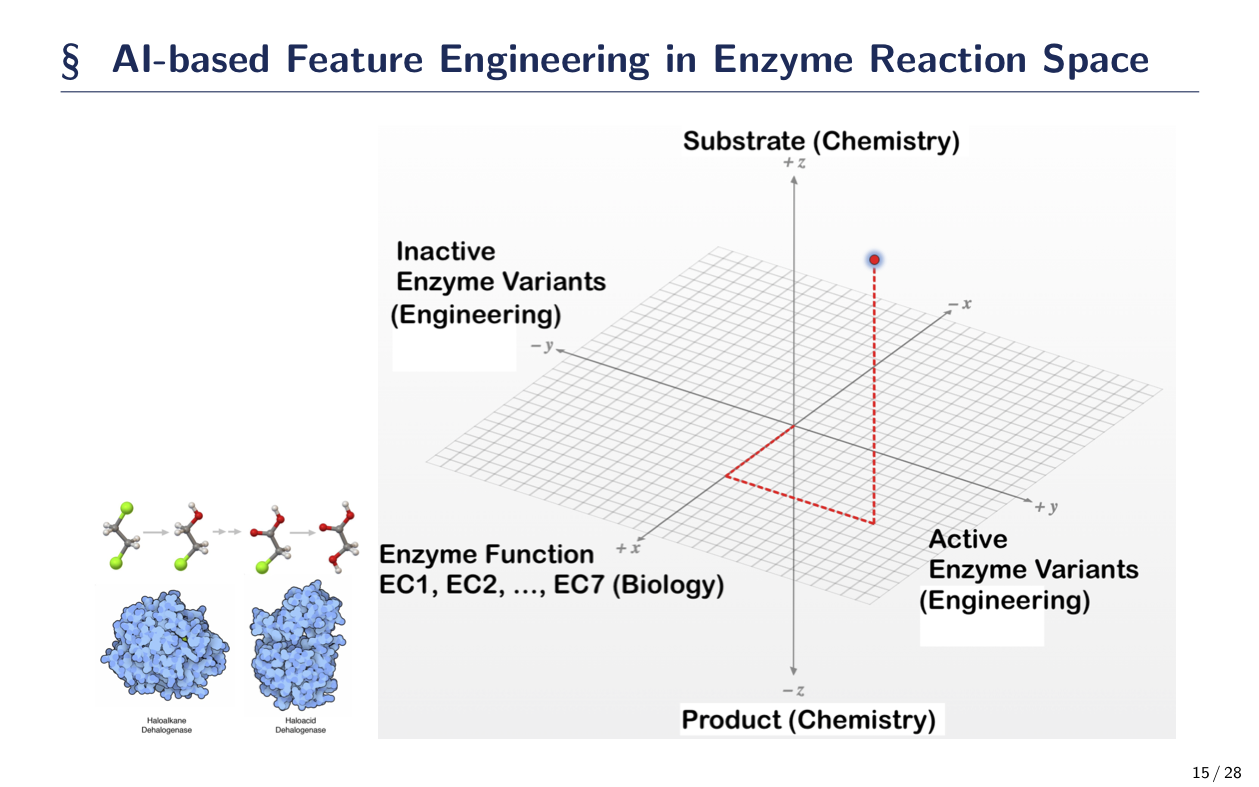 § AI-based Feature Engineering in Enzyme Reaction Space
Substrate (Chemistry)
+ z
Inactive
Enzyme Variants
(Engineering)
− y
− x
+ y
+ x
Enzyme Function
EC1, EC2, ..., EC7 (Biology)
Active
Enzyme Variants
(Engineering)
− z
Product (Chemistry)
Haloalkane
Dehalogenase
Haloacid
Dehalogenase
15 / 28